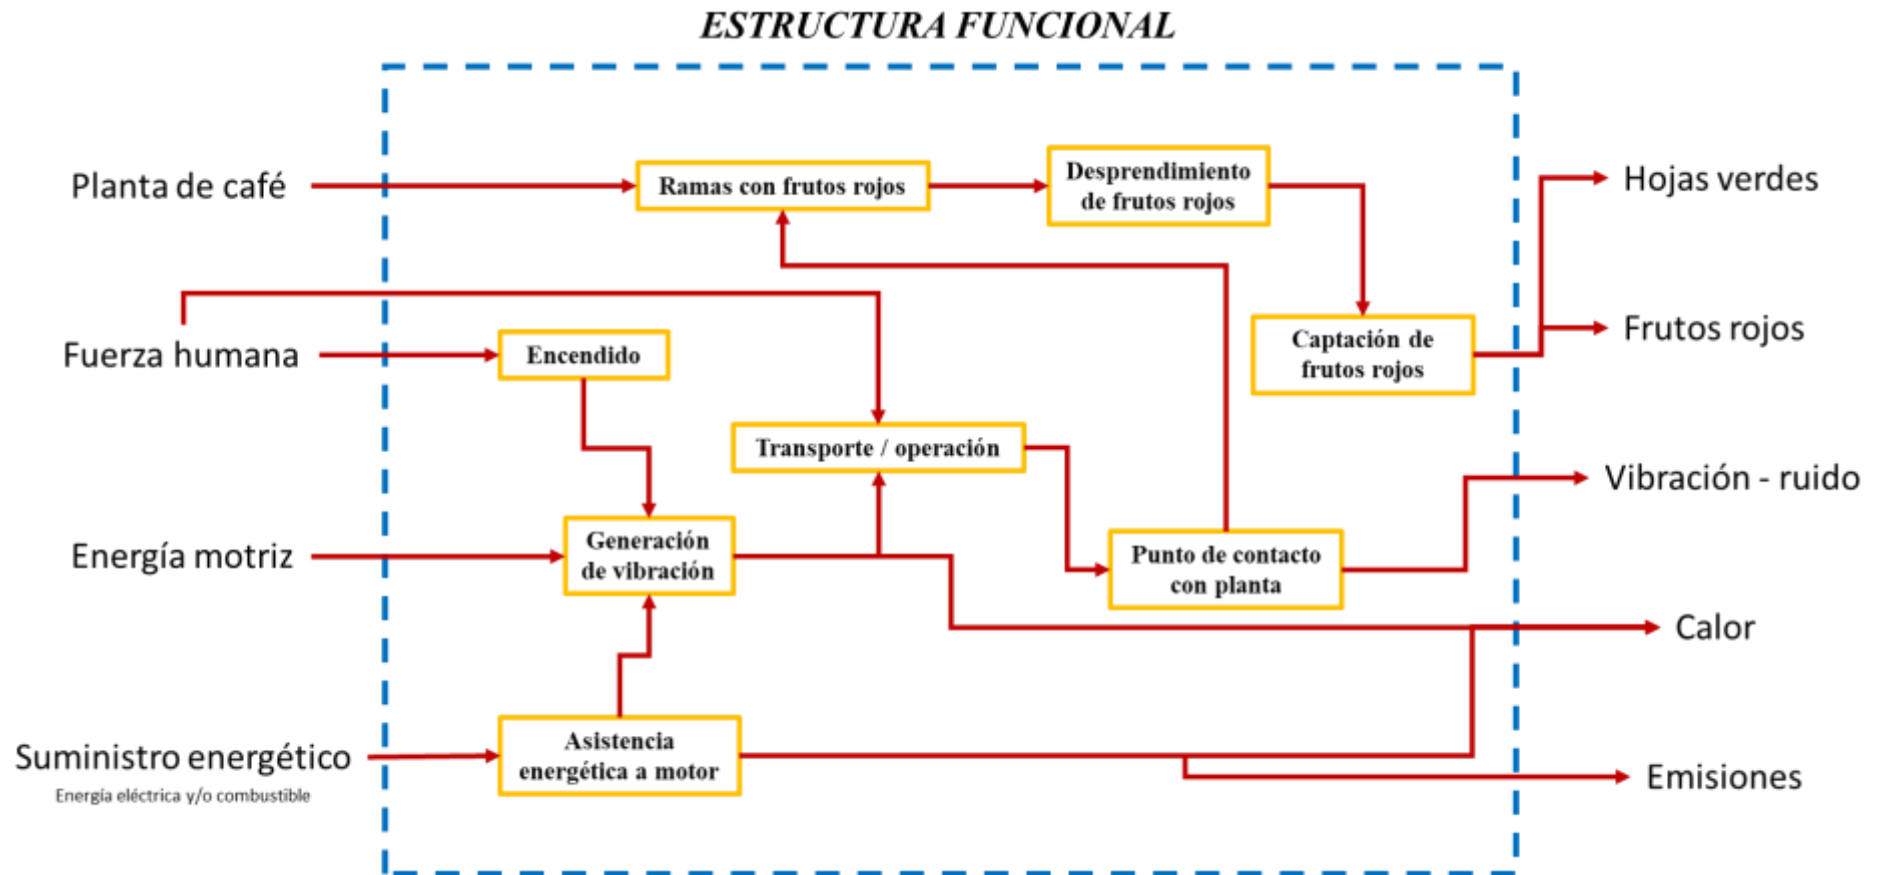 ESTRUCTURA FUNCIONAL
Planta de café
Ramas con frutos rojos
Desprendimiento
de frutos rojos
Hojas verdes
Fuerza humana
Encendido
Captación de
frutos rojos
Frutos rojos
Transporte / operación
Vibración - ruido
Energía motriz
Generación
de vibración
Punto de contacto
con planta
Calor
Suministro energético
Energía eléctrica y/o combustible
Asistencia
energética a motor
Emisiones